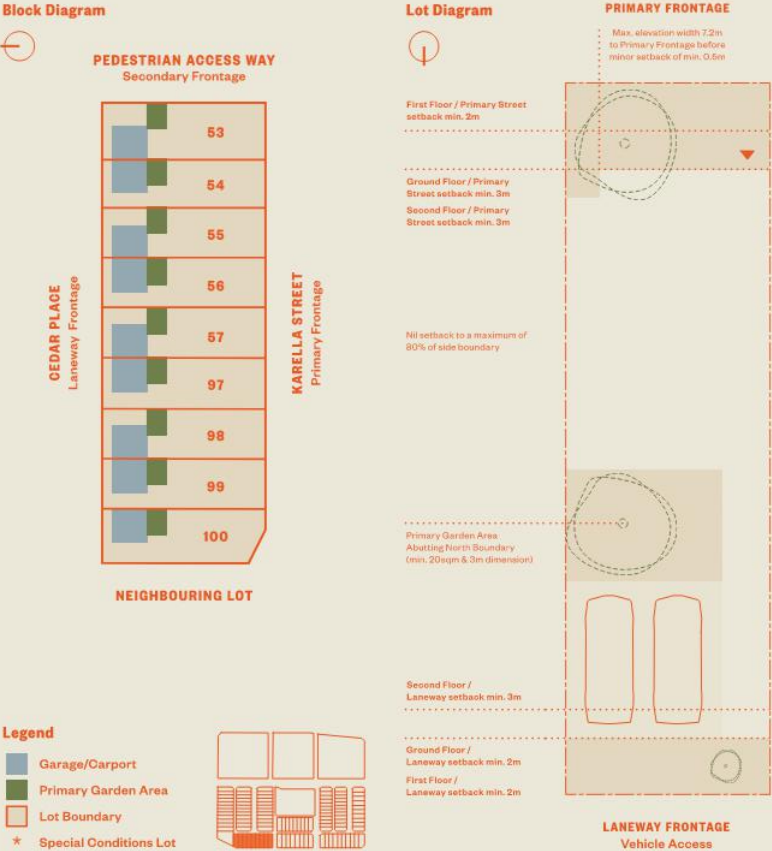 Block Diagram
PEDESTRIAN ACCESS WAY
Secondary Frontage
53
54
55
56
57
97
98
99
100
CEDAR PLACE
Laneway Frontage
KARELLA STREET
Primary Frontage
NEIGHBOURING LOT
Legend
Garage/Carport
Primary Garden Area
Lot Boundary
* Special Conditions Lot
Lot Diagram
PRIMARY FRONTAGE
Max. elevation width 7.2m
to Primary Frontage before
minor setback of min. 0.5m
First Floor / Primary Street
setback min. 2m
Ground Floor / Primary
Street setback min. 3m
Second Floor / Primary
Street setback min. 3m
Nil setback to a maximum of
80% of side boundary
Primary Garden Area
Abutting North Boundary
(min. 20sqm & 3m dimension)
Second Floor /
Laneway setback min. 3m
Ground Floor /
Laneway setback min. 2m
First Floor /
Laneway setback min. 2m
LANEWAY FRONTAGE
Vehicle Access